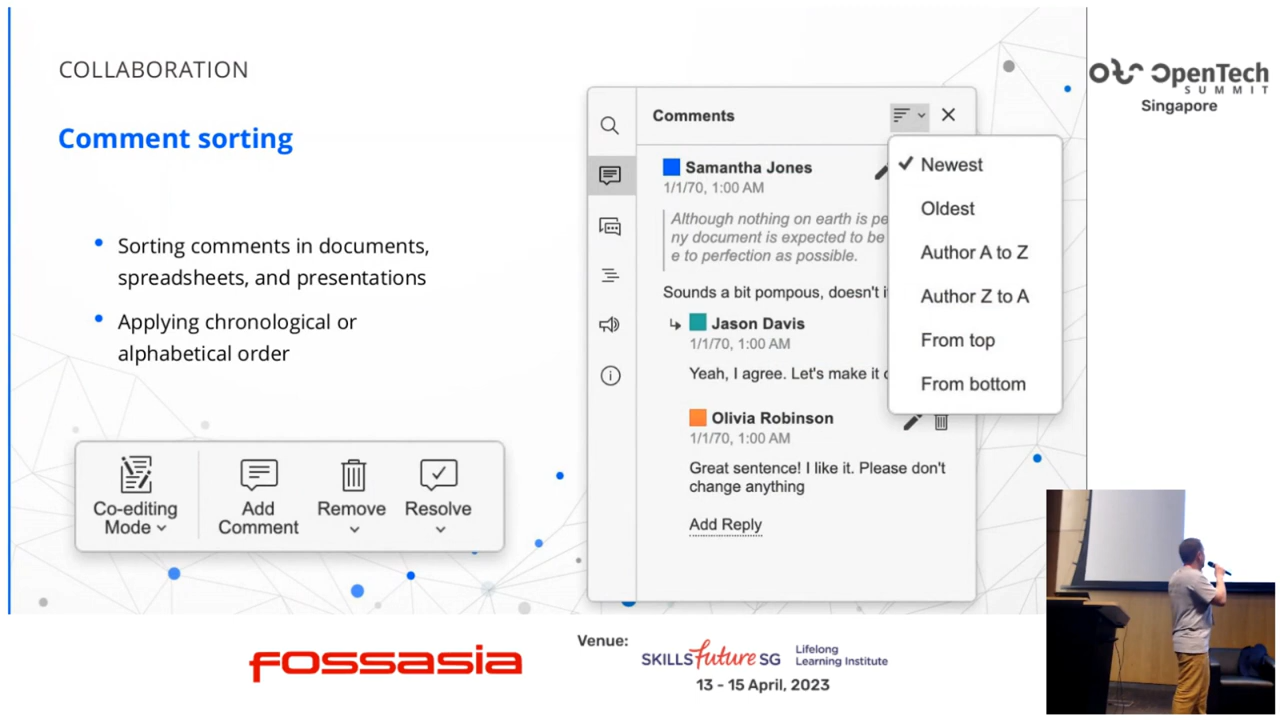 COLLABORATION
Comment sorting
Sorting comments in documents,
spreadsheets, and presentations
Applying chronological or
alphabetical order
Co-editing
Mode
Add
Comment
Remove
Resolve
Comments
Samantha Jones
1/1/70, 1:00 AM
Although nothing on earth is pe
ny document is expected to be
e to perfection as possible.
Sounds a bit pompous, doesn't i
Jason Davis
1/1/70, 1:00 AM
Yeah, I agree. Let's make it
Olivia Robinson
1/1/70, 1:00 AM
Great sentence! I like it. Please don't
change anything
Add Reply
Newest
Oldest
Author A to Z
Author Z to A
From top
From bottom
OpenTech
SUMMIT
Singapore
fossasia
Venue:
SKILLS future SG
Lifelong
Learning Institute
13 - 15 April, 2023